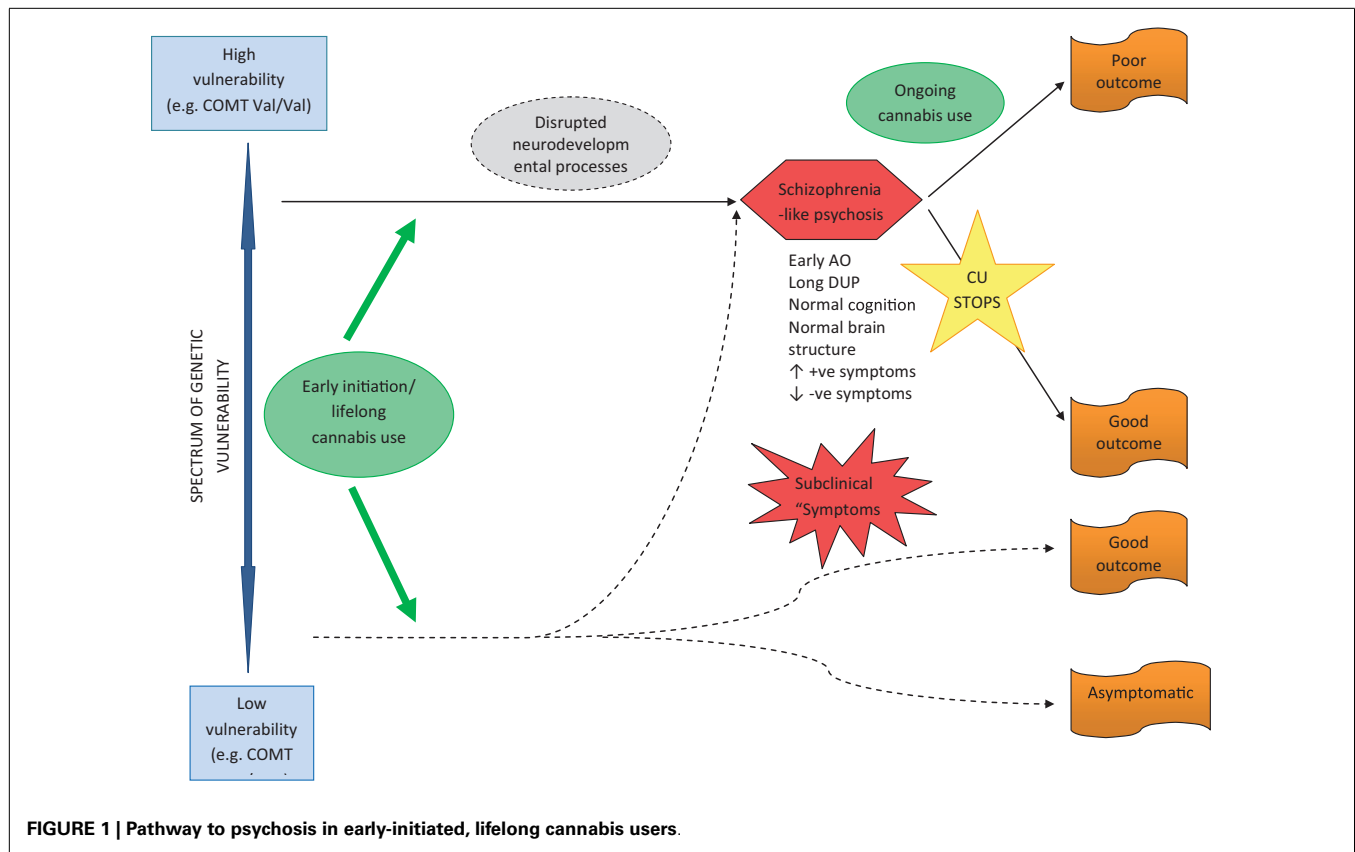 High
vulnerability
(e.g. COMT Val/Val)
Disrupted
neurodevelopm
ental processes
Ongoing
cannabis use
Poor
outcome
Schizophrenia
-like psychosis
Early AO
Long DUP
Normal cognition
Normal brain
structure
↑ +ve symptoms
↓ -ve symptoms
CU
STOPS
SPECTRUM OF GENETIC
VULNERABILITY
Early initiation/
lifelong
cannabis use
Good
outcome
Subclinical
“Symptoms
Good
outcome
Asymptomatic
Low
vulnerability
(e.g. COMT
FIGURE 1 | Pathway to psychosis in early-initiated, lifelong cannabis users.